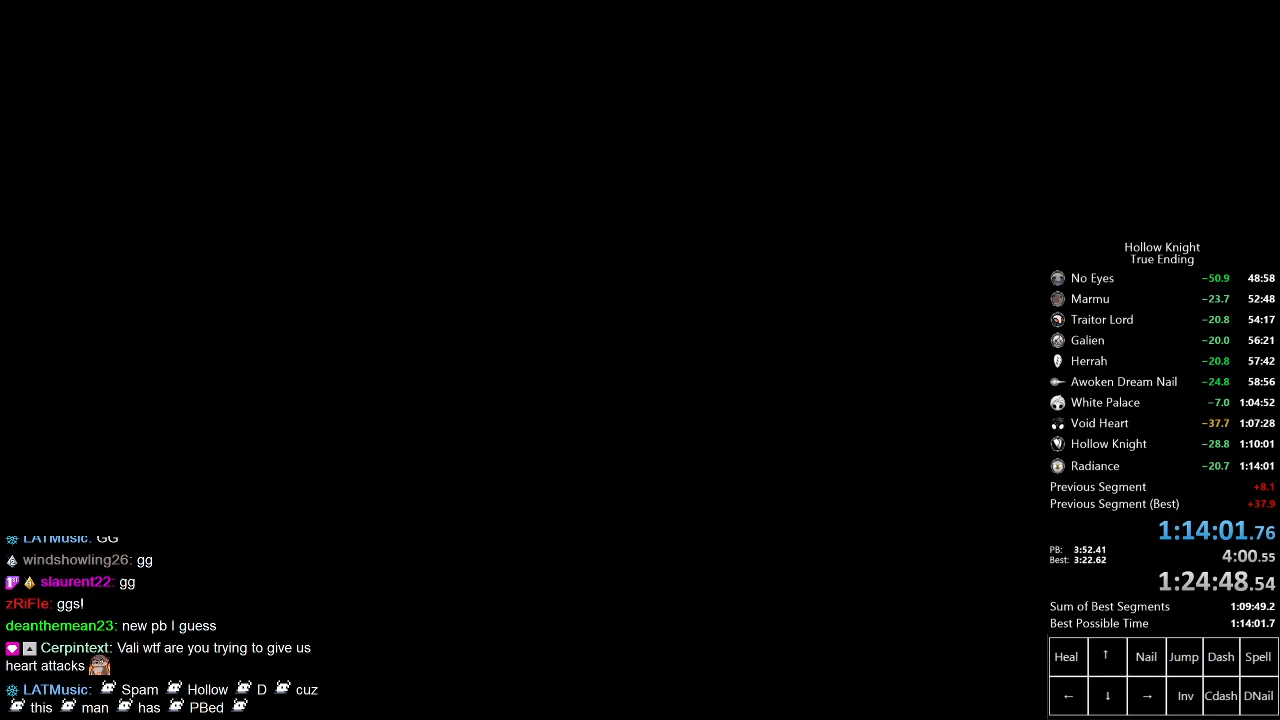 Hollow Knight
True Ending
No Eyes −50.9 48:58
Marmu −23.7 52:48
Traitor Lord −20.8 54:17
Galien −20.0 56:21
Herrah −20.8 57:42
Awoken Dream Nail −24.8 58:56
White Palace −7.0 1:04:52
Void Heart −37.7 1:07:28
Hollow Knight −28.8 1:10:01
Radiance −20.7 1:14:01
Previous Segment +8.1
Previous Segment (Best) +37.9
1:14:01.76
PB: 3:52.41
Best: 3:22.62
4:00.55
1:24:48.54
Sum of Best Segments 1:09:49.2
Best Possible Time 1:14:01.7
Heal ↑ Nail Jump Dash Spell
← ↓ → Inv Cdash DNail
LATMusic: GG
windshowling26: gg
slaurent22: gg
zRiFle: ggs!
deanthemean23: new pb I guess
Cerpintext: Vali wtf are you trying to give us
heart attacks
LATMusic: Spam Hollow D cuz
this man has PBed